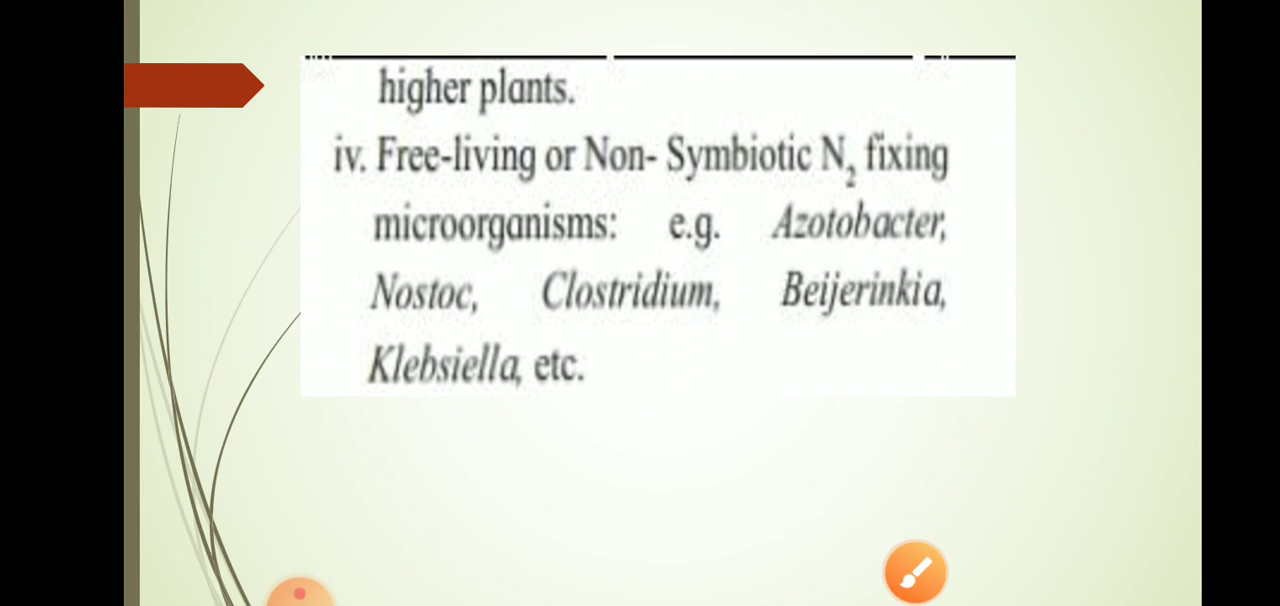 higher plants.
iv. Free-living or Non- Symbiotic N₂ fixing
microorganisms: e.g. Azotobacter,
Nostoc, Clostridium, Beijerinkia,
Klebsiella, etc.